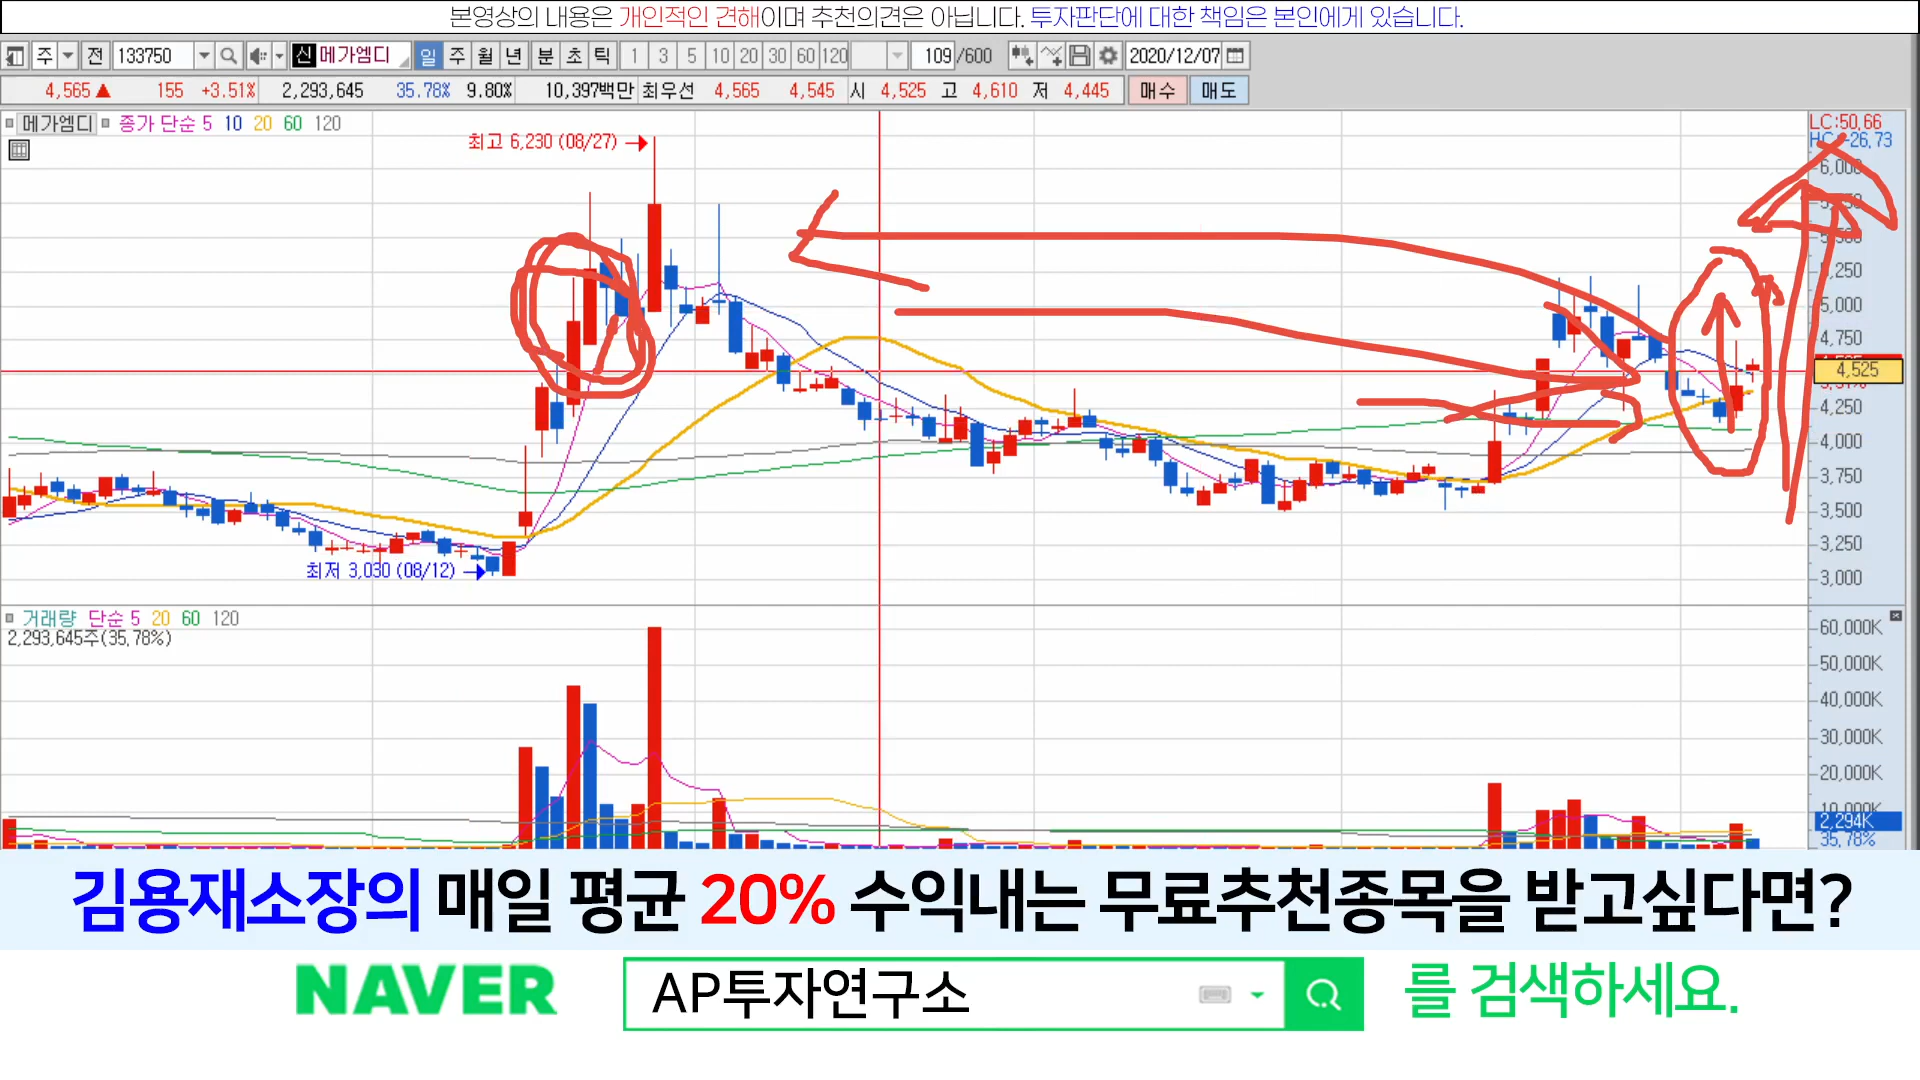 본영상의 내용은 개인적인 견해이며 추천의견은 아닙니다. 투자판단에 대한 책임은 본인에게 있습니다.
주 전 133750 신 메가엠디 일 주 월 년 분 초 틱 1 3 5 10 20 30 60 120 109 /600 2020/12/07
4,565 ▲ 155 +3.51% 2,293,645 35.78% 9.80% 10,397백만 최우선 4,565 4,545 시 4,525 고 4,610 저 4,445 매수 매도
메가엠디 종가 단순 5 10 20 60 120
LC:50.66
최고 6,230 (08/27)
6,000
5,250
5,000
4,750
4,525
4,250
4,000
3,750
3,500
3,250
최저 3,030 (08/12)
3,000
거래량 단순 5 20 60 120
2,293,645주(35.78%)
60,000K
50,000K
40,000K
30,000K
20,000K
10,000K
2,294K
35.78%
김용재소장의 매일 평균 20% 수익내는 무료추천종목을 받고싶다면?
NAVER AP투자연구소 를 검색하세요.